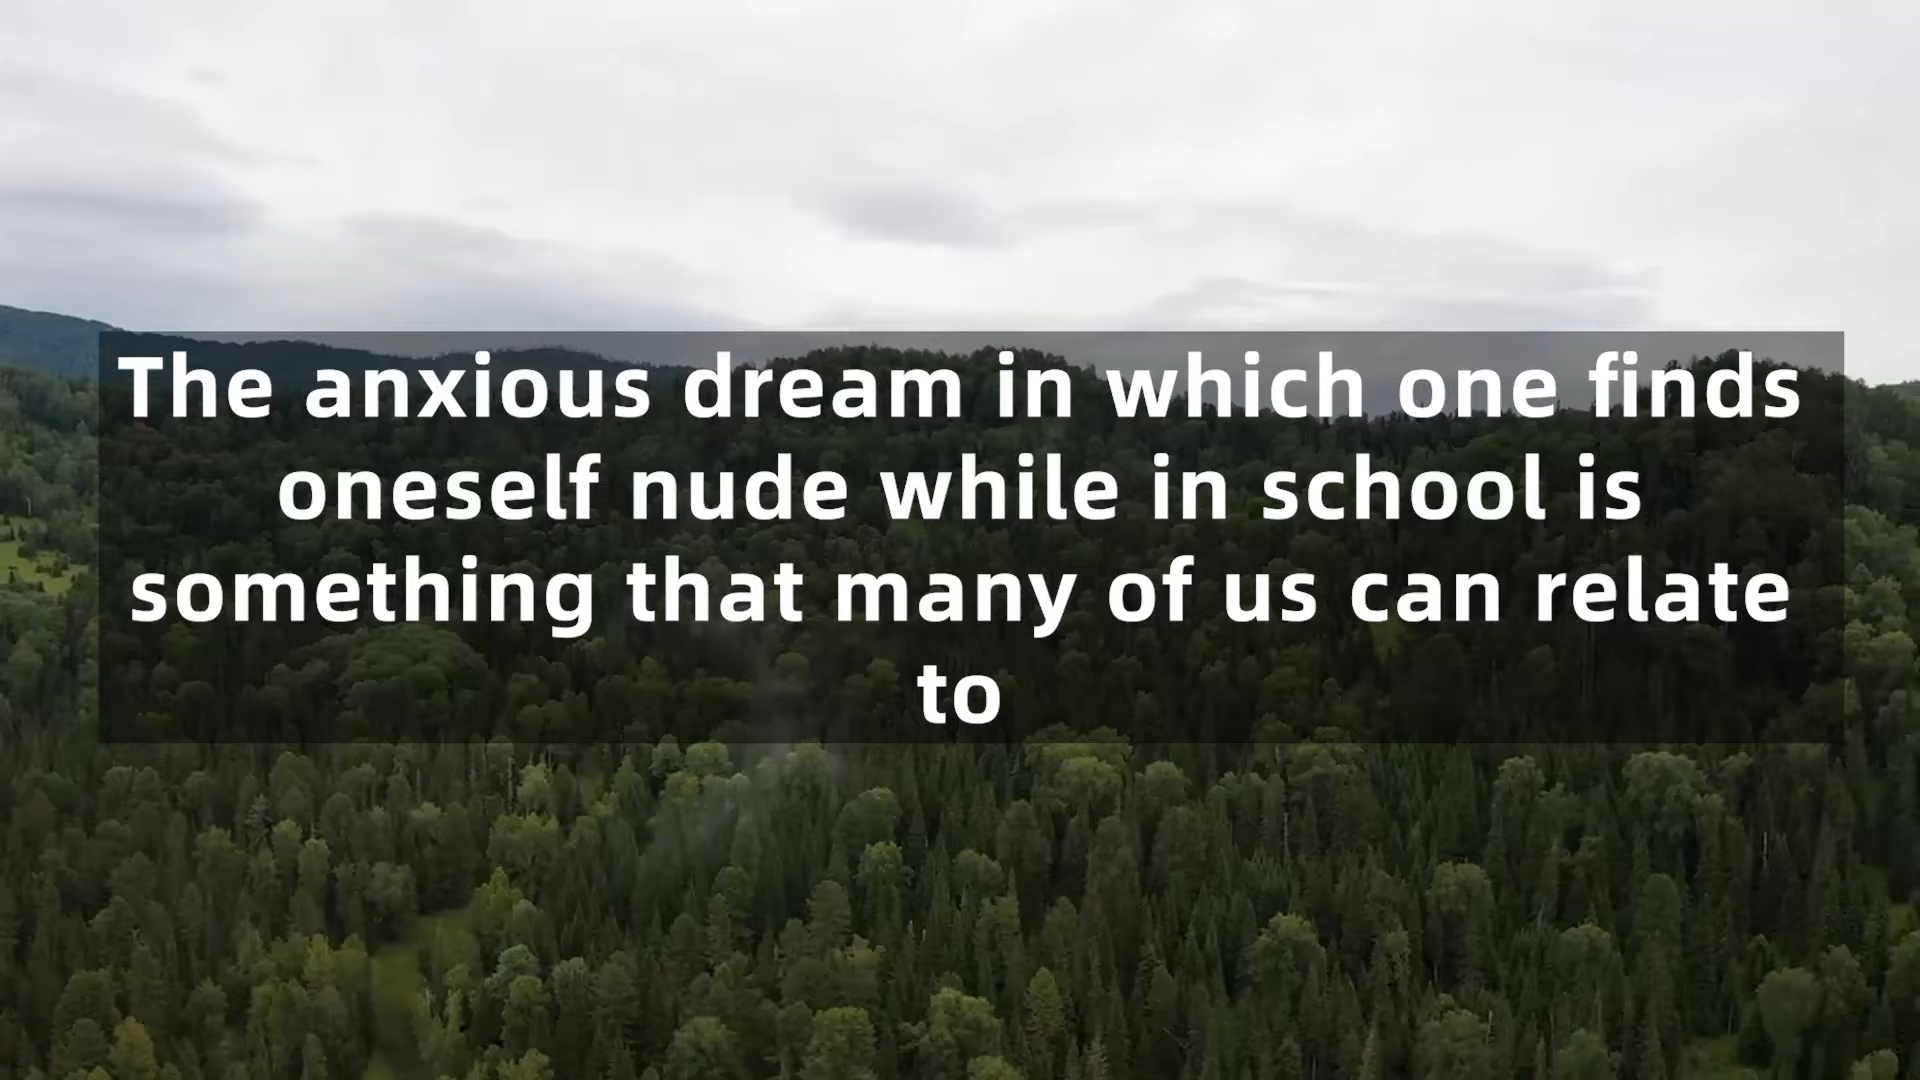 The anxious dream in which one finds
oneself nude while in school is
something that many of us can relate
to